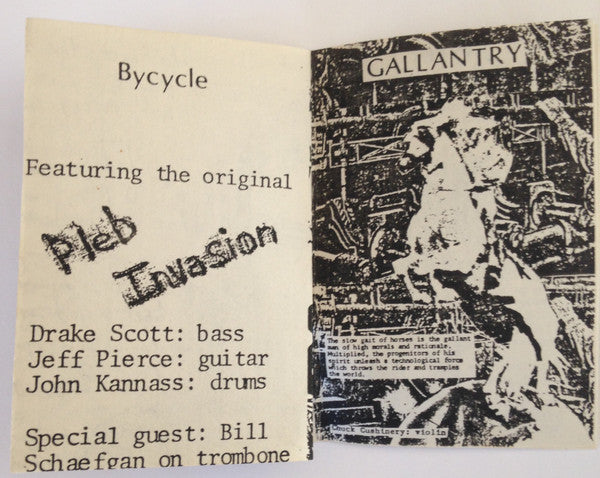 Bycycle
Featuring the original
Pleb
Invasion
Drake Scott: bass
Jeff Pierce: guitar
John Kannass: drums
Special guest: Bill
Schaefgan on trombone
GALLANTRY
The slow gait of horses is the gallant
man of high morals and rationale.
Multiplied, the progenitors of his
spirit unleash a technological force
which throws the rider and tramples
the world.
Chuck Cushinery: violin